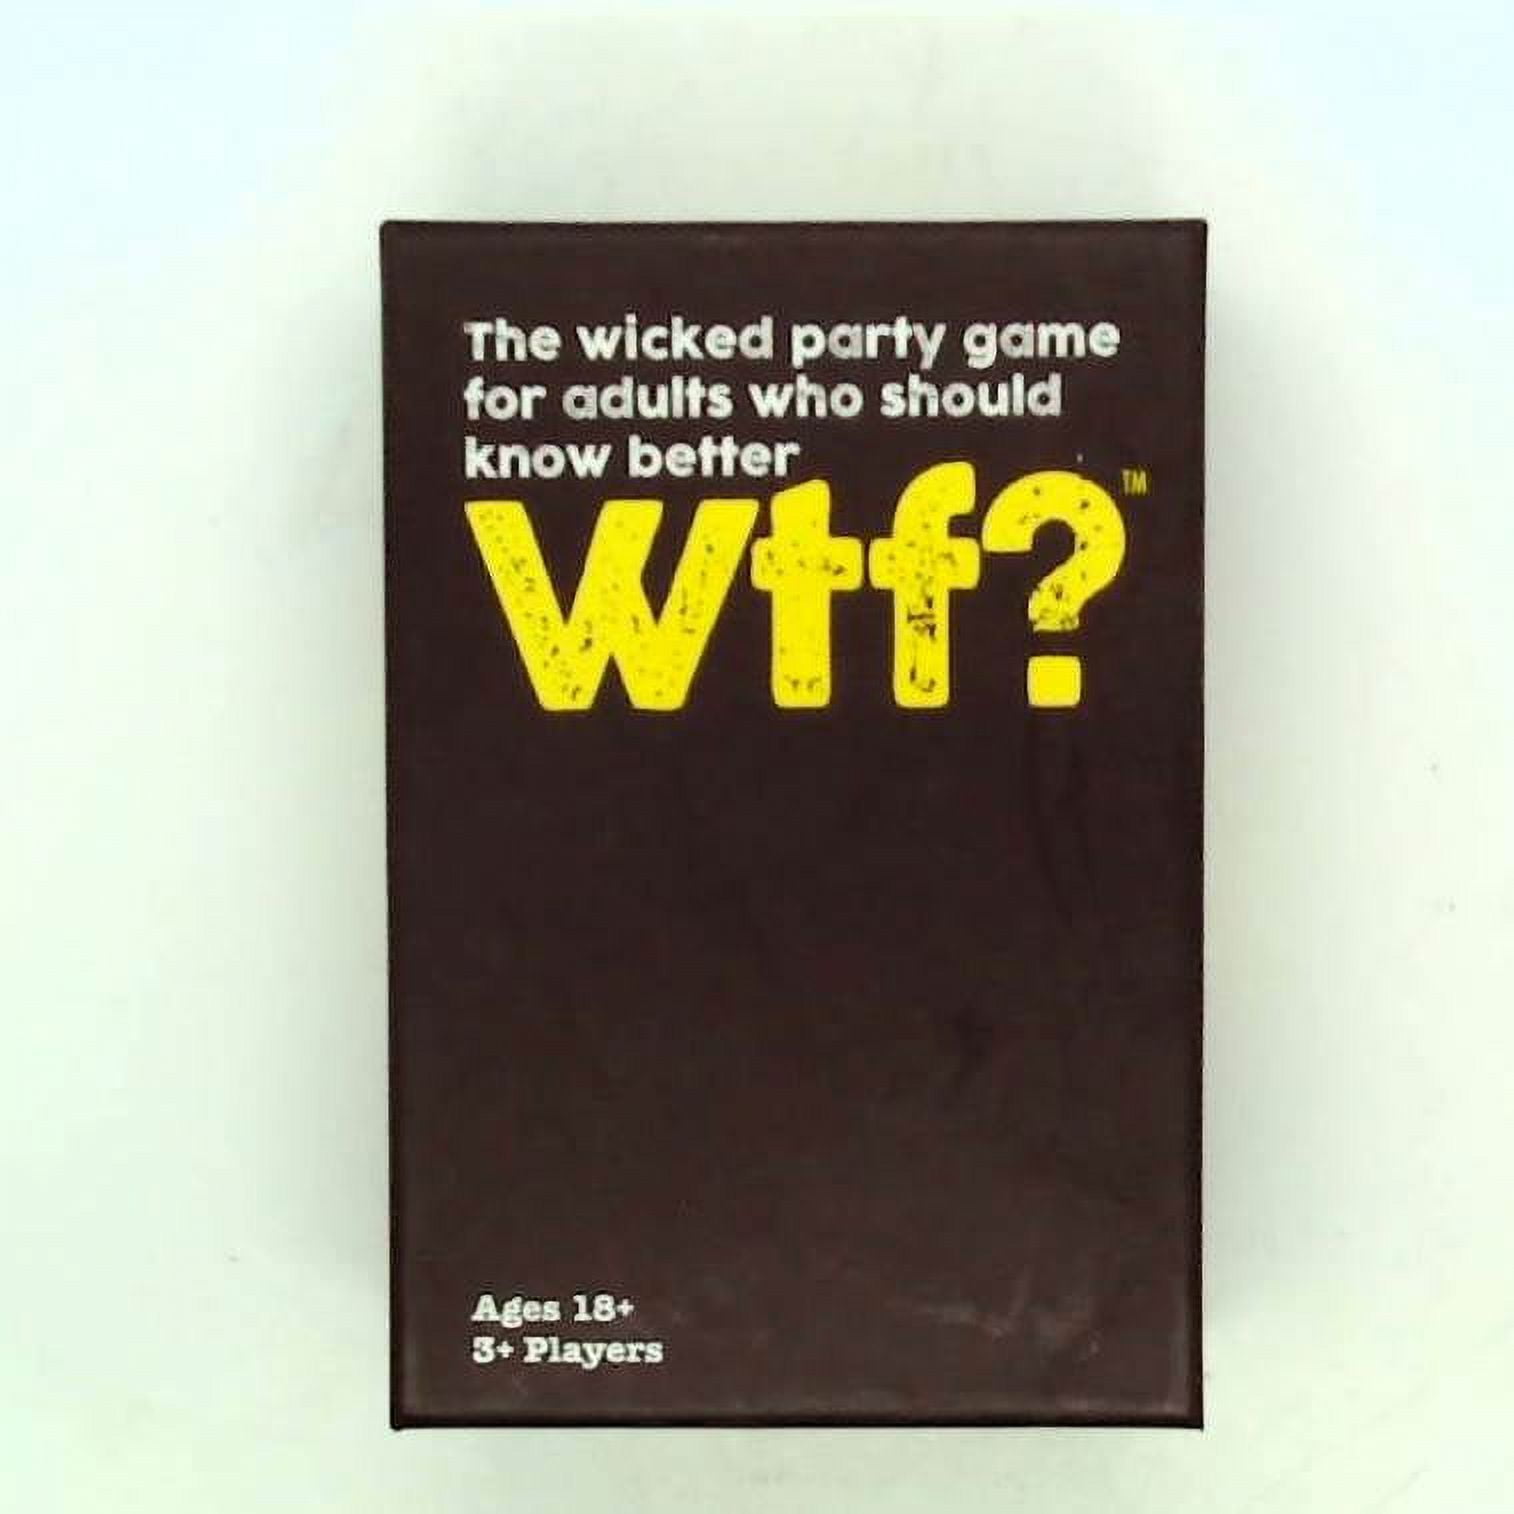 The wicked party game
for adults who should
know better
wtf?™
Ages 18+
3+ Players